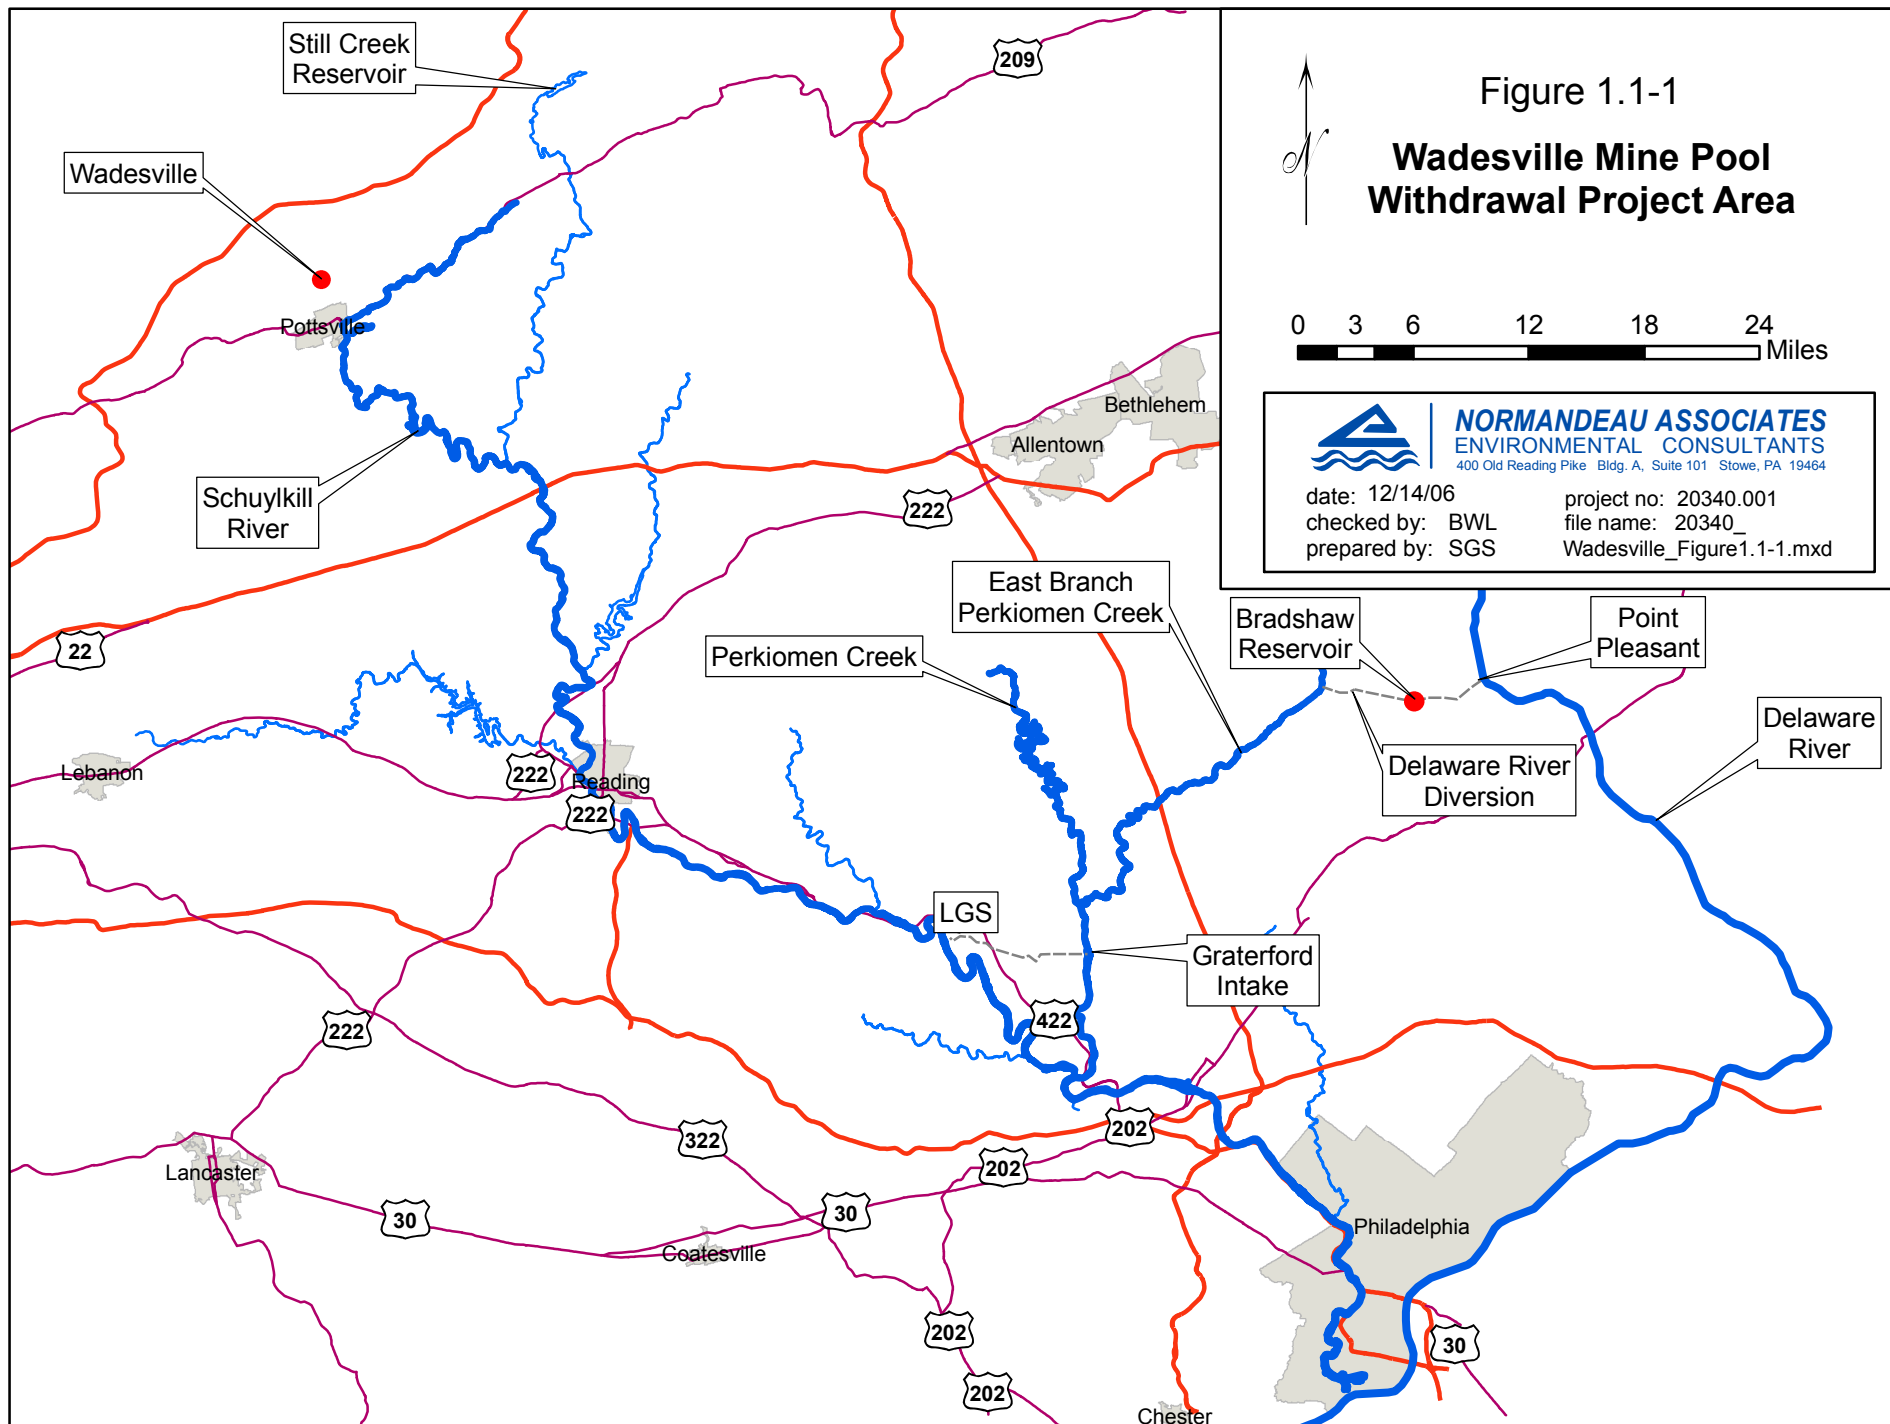 Still Creek
Reservoir
209
Figure 1.1-1
N
Wadesville Mine Pool
Withdrawal Project Area
Wadesville
0 3 6 12 18 24
Miles
Pottsville
Bethlehem
Allentown
NORMANDEAU ASSOCIATES
ENVIRONMENTAL CONSULTANTS
400 Old Reading Pike Bldg. A, Suite 101 Stowe, PA 19464
date: 12/14/06
checked by: BWL
prepared by: SGS
project no: 20340.001
file name: 20340_
Wadesville_Figure1.1-1.mxd
Schuylkill
River
222
East Branch
Perkiomen Creek
Bradshaw
Reservoir
Point
Pleasant
22
Perkiomen Creek
Delaware
River
Lebanon
222
Reading
222
Delaware River
Diversion
LGS
Graterford
Intake
422
222
322
202
202
Lancaster
30
30
Coatesville
Philadelphia
202
30
202
Chester